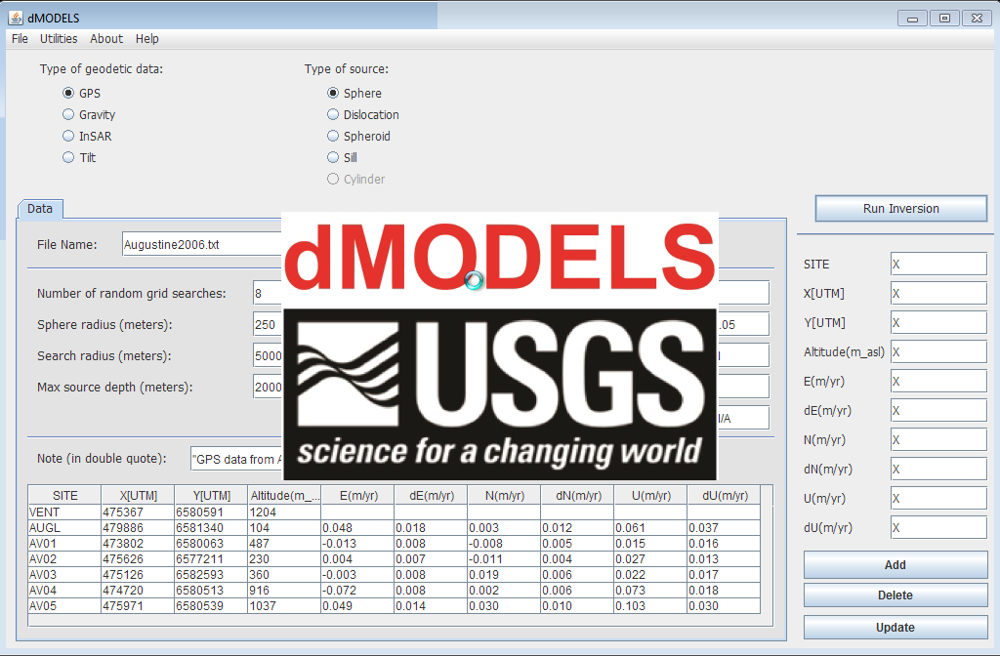 dMODELS
File Utilities About Help
Type of geodetic data: Type of source:
GPS Sphere
Gravity Dislocation
InSAR Spheroid
Tilt Sill
Cylinder
Data
Run Inversion
File Name: Augustine2006.txt
dMODELS
USGS
science for a changing world
Number of random grid searches: 8
Sphere radius (meters): 250 .05
Search radius (meters): 5000
Max source depth (meters): 2000
/A
Note (in double quote): "GPS data from A
SITE X[UTM] Y[UTM] Altitude(m_... E(m/yr) dE(m/yr) N(m/yr) dN(m/yr) U(m/yr) dU(m/yr)
VENT 475367 6580591 1204
AUGL 479886 6581340 104 0.048 0.018 0.003 0.012 0.061 0.037
AV01 473802 6580063 487 -0.013 0.008 -0.008 0.005 0.015 0.016
AV02 475626 6577211 230 0.004 0.007 -0.011 0.004 0.027 0.013
AV03 475126 6582593 360 -0.003 0.008 0.019 0.006 0.022 0.017
AV04 474720 6580513 916 -0.072 0.008 0.002 0.006 0.073 0.018
AV05 475971 6580539 1037 0.049 0.014 0.030 0.010 0.103 0.030
SITE X
X[UTM] X
Y[UTM] X
Altitude(m_asl) X
E(m/yr) X
dE(m/yr) X
N(m/yr) X
dN(m/yr) X
U(m/yr) X
dU(m/yr) X
Add
Delete
Update